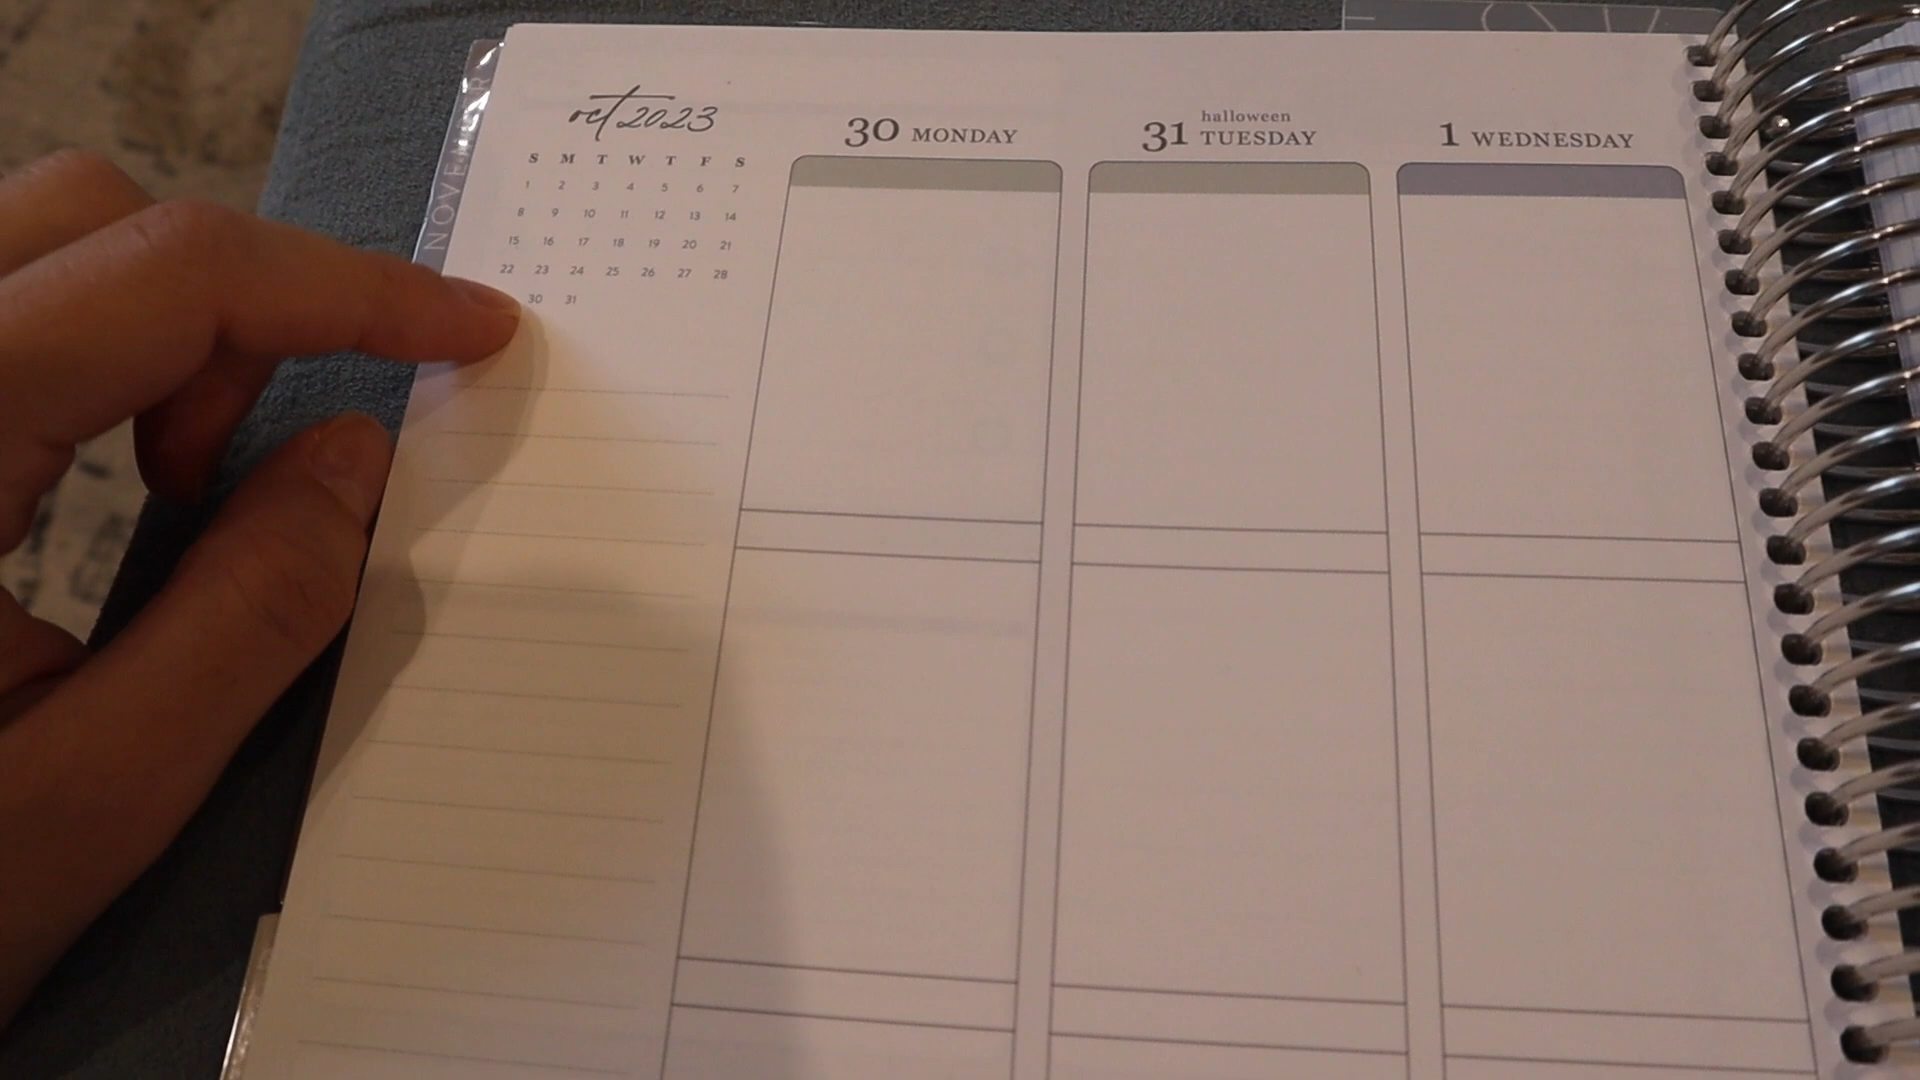 oct 2023
S M T W T F S
1 2 3 4 5 6 7
8 9 10 11 12 13 14
15 16 17 18 19 20 21
22 23 24 25 26 27 28
30 31
30 MONDAY
halloween
31 TUESDAY
1 WEDNESDAY